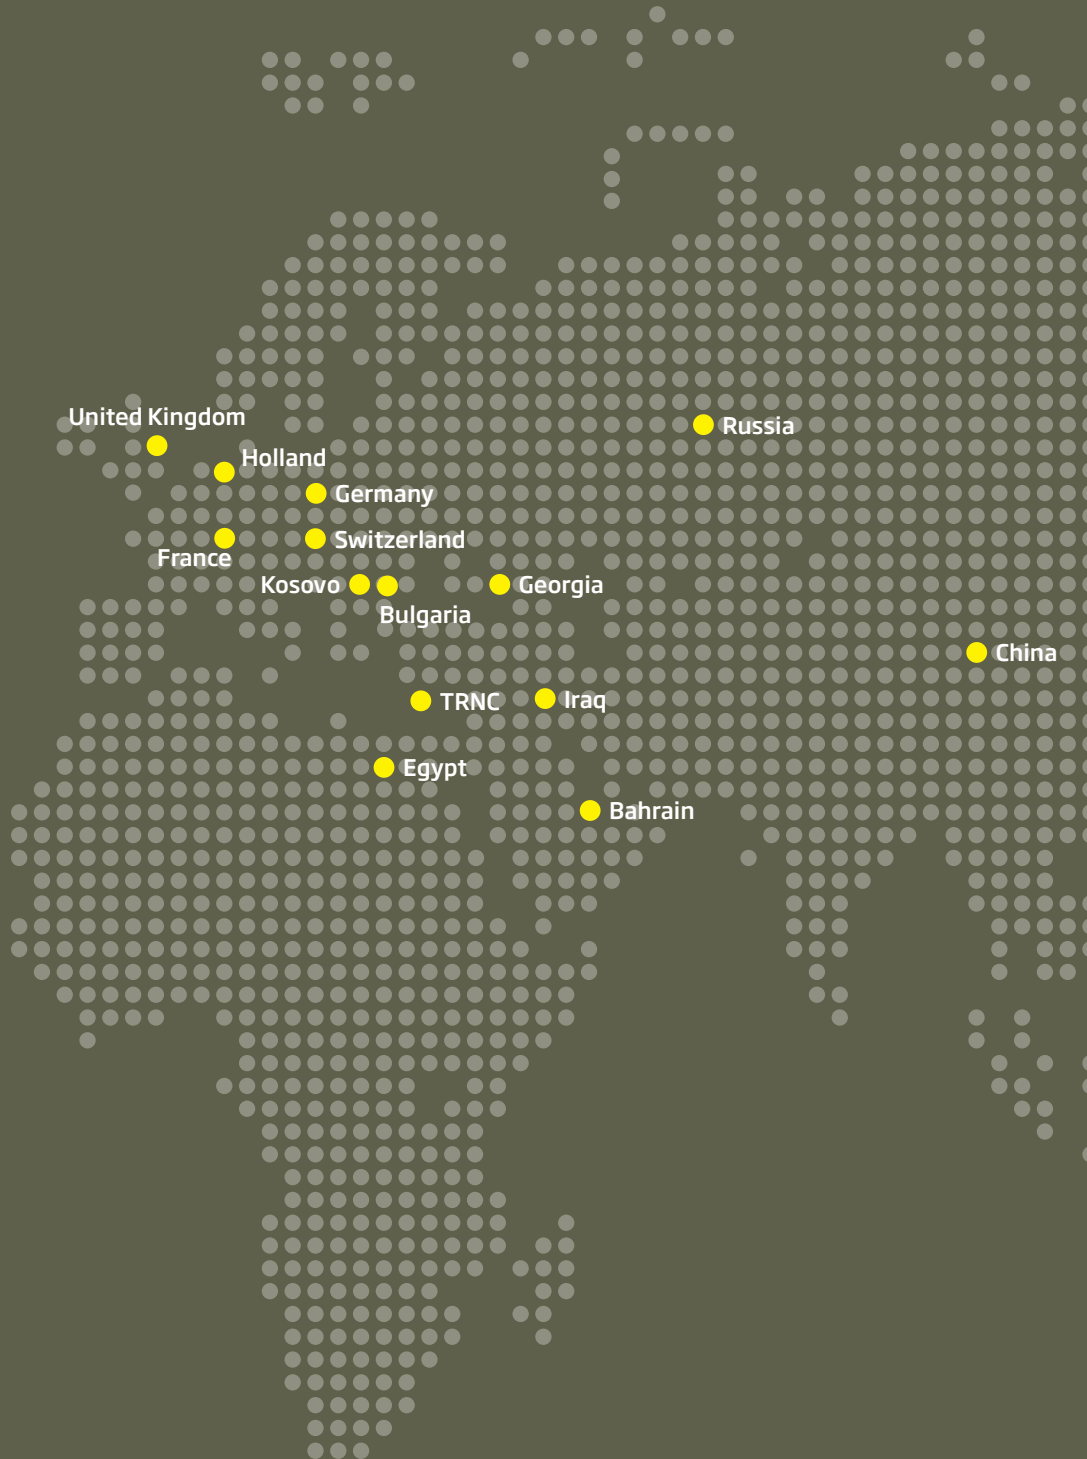 United Kingdom
Russia
Holland
Germany
Switzerland
France
Kosovo
Georgia
Bulgaria
China
TRNC
Iraq
Egypt
Bahrain